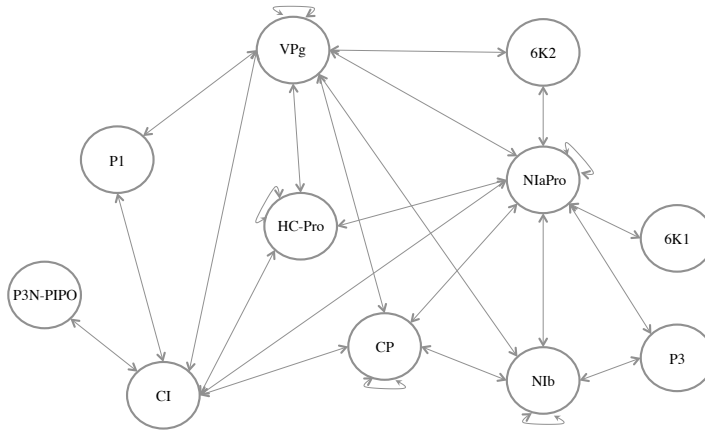 VPg
6K2
P1
NIaPro
HC-Pro
6K1
P3N-PIPO
CP
P3
NIb
CI